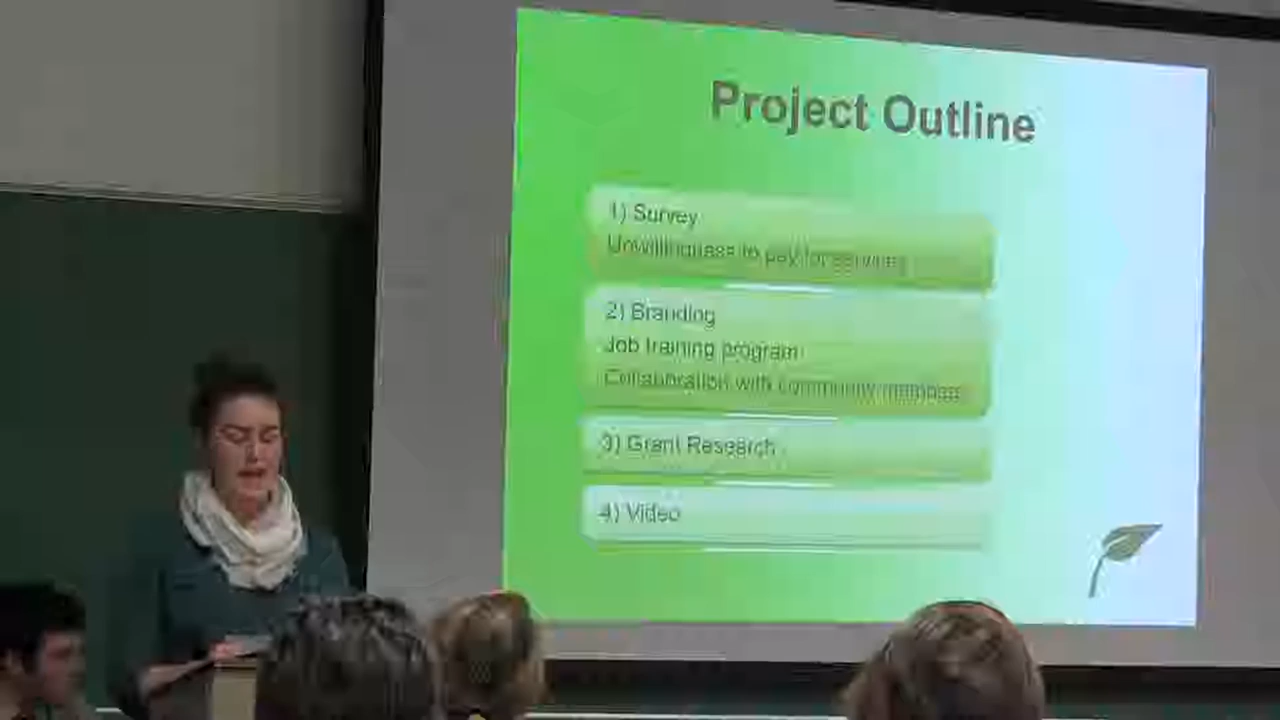 Project Outline
1) Survey
Unwillingness to pay for services
2) Branding
Job training program
Collaboration with community members
3) Grant Research
4) Video